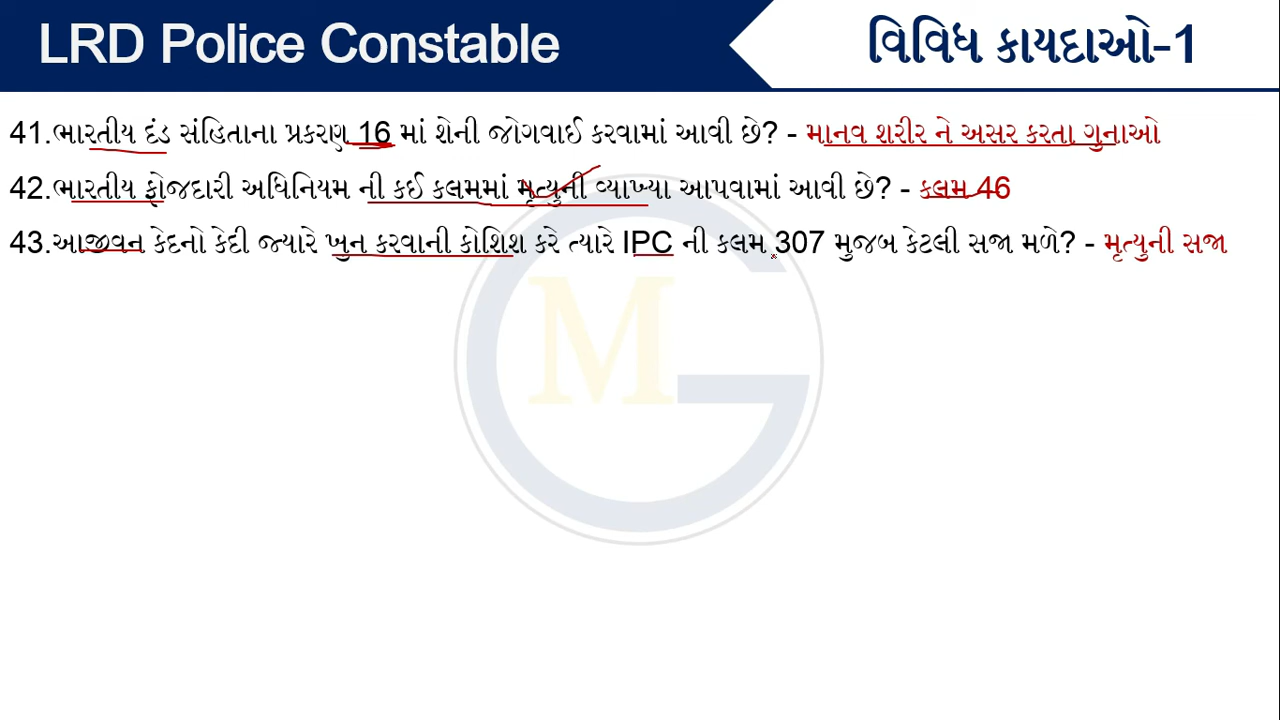 LRD Police Constable
વિવિધ કાયદાઓ-1
41.ભારતીય દંડ સંહિતાના પ્રકરણ 16 માં શેની જોગવાઈ કરવામાં આવી છે? - માનવ શરીર ને અસર કરતા ગુનાઓ
42.ભારતીય ફોજદારી અધિનિયમ ની કઈ કલમમાં મૃત્યુની વ્યાખ્યા આપવામાં આવી છે? - કલમ 46
43.આજીવન કેદનો કેદી જ્યારે ખુન કરવાની કોશિશ કરે ત્યારે IPC ની કલમ 307 મુજબ કેટલી સજા મળે? - મૃત્યુની સજા
MG